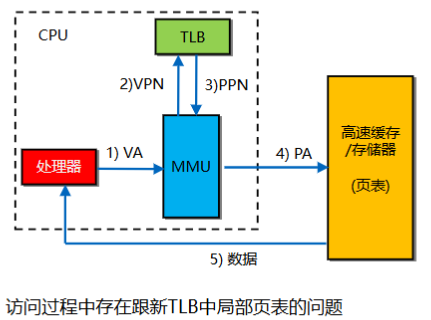 CPU
TLB
2)VPN
3)PPN
处理器
1) VA
MMU
4) PA
高速缓存
/存储器
(页表)
5) 数据
访问过程中存在跟新TLB中局部页表的问题